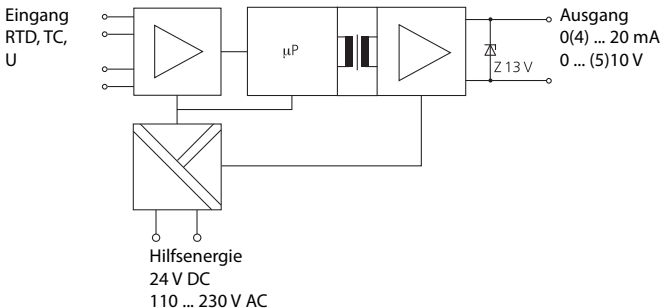 Eingang
RTD, TC,
U
µP
Z 13 V
Ausgang
0(4) ... 20 mA
0 ... (5)10 V
Hilfsenergie
24 V DC
110 ... 230 V AC